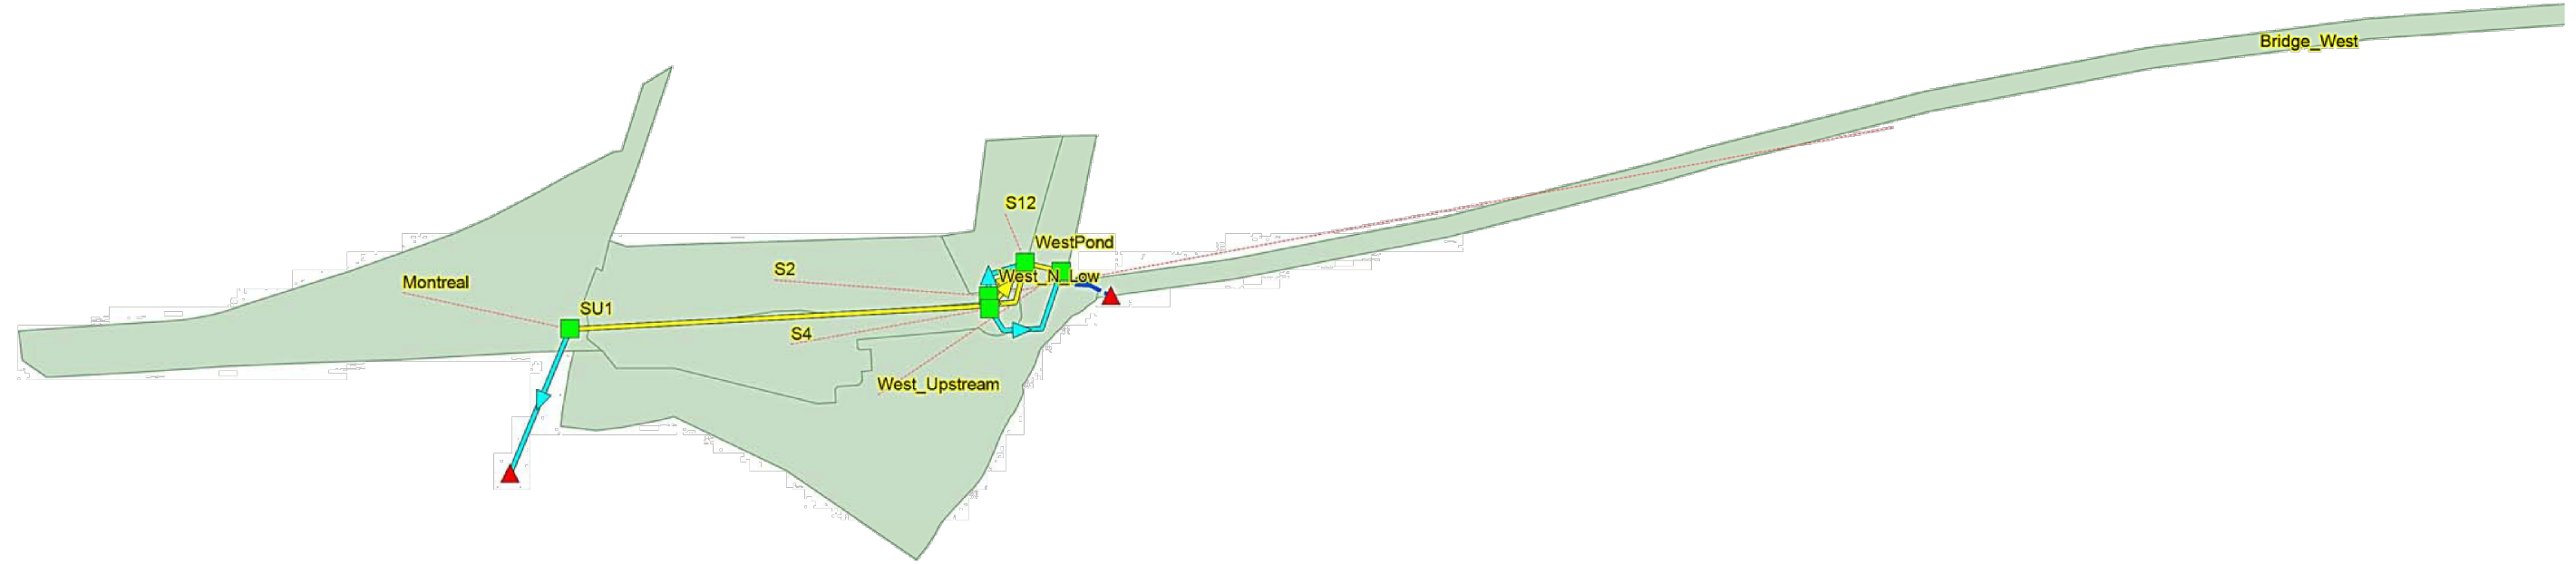 Bridge_West
S12
WestPond
S2
West_N_Low
Montreal
SU1
S4
West_Upstream